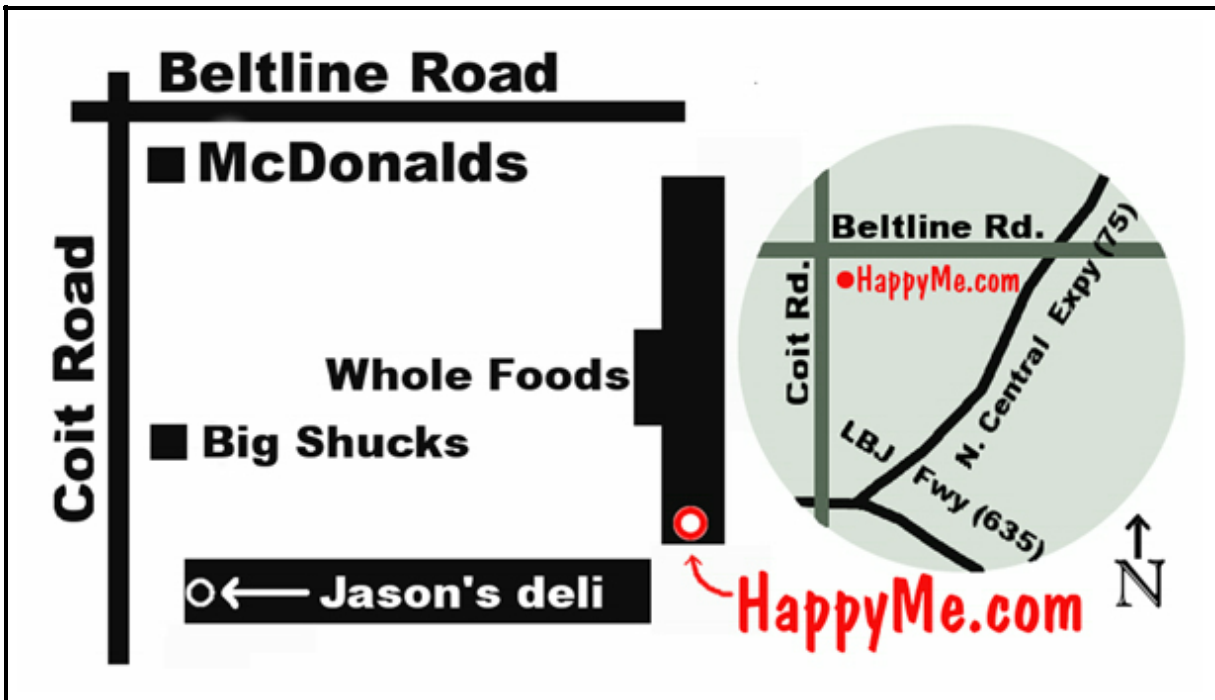 Beltline Road
McDonalds
Coit Road
Whole Foods
Big Shucks
Jason's deli
HappyMe.com
Beltline Rd.
HappyMe.com
Coit Rd.
N. Central Expy (75)
LBJ Fwy (635)
N